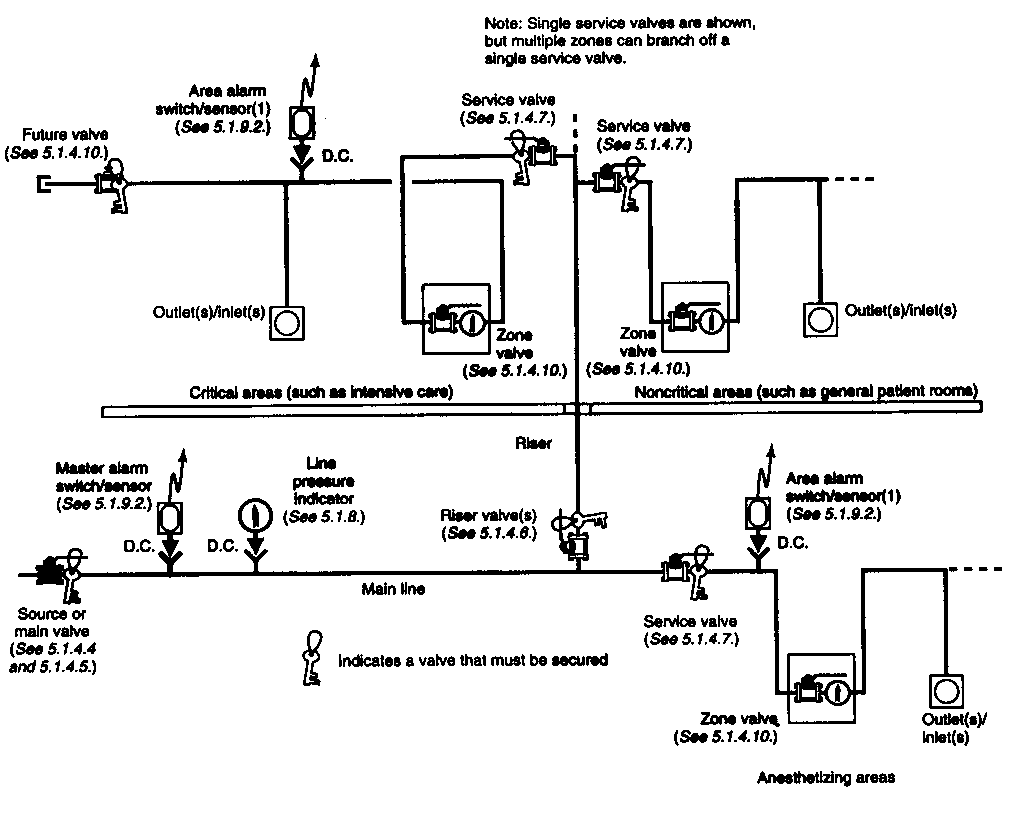 Note: Single service valves are shown,
but multiple zones can branch off a
single service valve.
Area alarm
switch/sensor(1)
(See 5.1.9.2.)
Service valve
(See 5.1.4.7.)
Service valve
(See 5.1.4.7.)
Future valve
(See 5.1.4.10.)
D.C.
Outlet(s)/inlet(s)
Zone
valve
(See 5.1.4.10.)
Zone
valve
(See 5.1.4.10.)
Outlet(s)/inlet(s)
Critical areas (such as intensive care)
Noncritical areas (such as general patient rooms)
Riser
Master alarm
switch/sensor
(See 5.1.9.2.)
Line
pressure
indicator
(See 5.1.8.)
Area alarm
switch/sensor(1)
(See 5.1.9.2.)
Riser valve(s)
(See 5.1.4.6.)
D.C.
D.C.
D.C.
Main line
Source or
main valve
(See 5.1.4.4
and 5.1.4.5.)
Service valve
(See 5.1.4.7.)
Indicates a valve that must be secured
Zone valve
(See 5.1.4.10.)
Outlet(s)/
inlet(s)
Anesthetizing areas